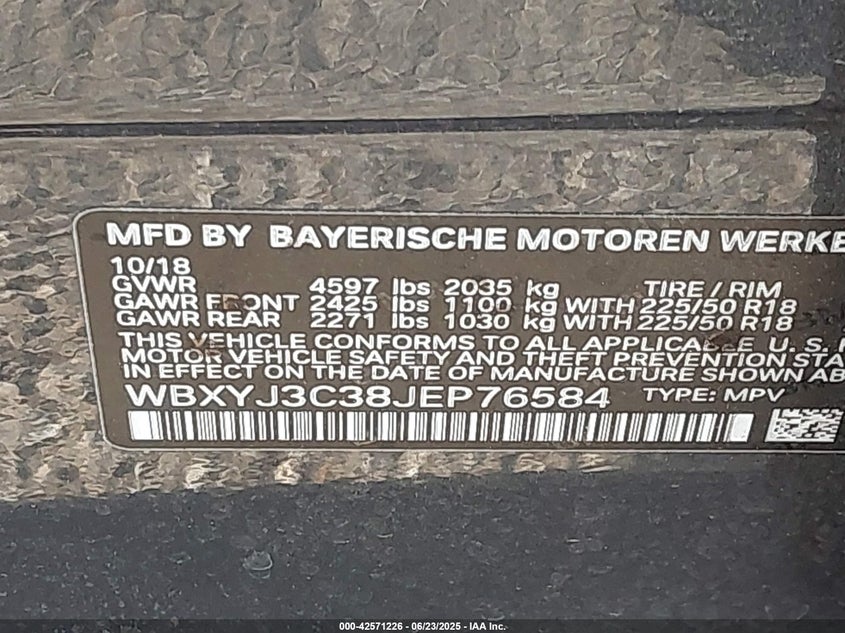 MFD BY BAYERISCHE MOTOREN WERKE
10/18
GVWR 4597 lbs 2035 kg TIRE / RIM
GAWR FRONT 2425 lbs 1100 kg WITH 225/50 R18
GAWR REAR 2271 lbs 1030 kg WITH 225/50 R18
THIS VEHICLE CONFORMS TO ALL APPLICABLE U. S.
MOTOR VEHICLE SAFETY AND THEFT PREVENTION STA
IN EFFECT ON THE DATE OF MANUFACTURE SHOWN AB
WBXYJ3C38JEP76584 TYPE: MPV
000-42571226 - 06/23/2025 - IAA Inc.